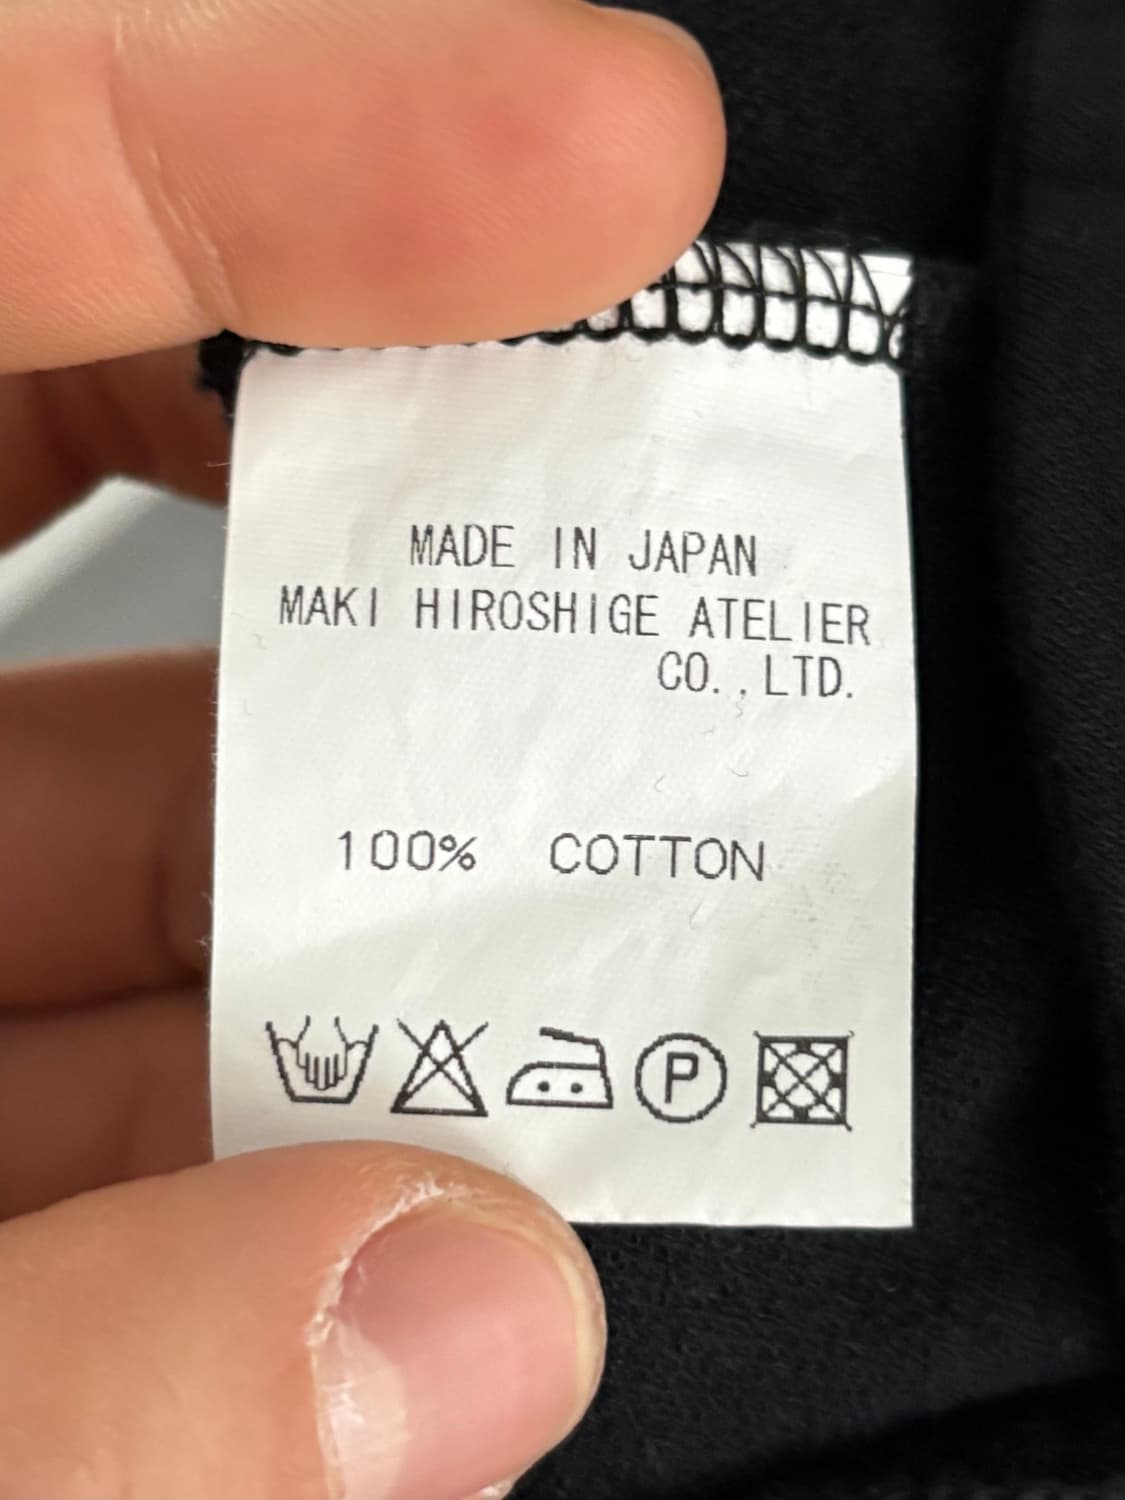 MADE IN JAPAN
MAKI HIROSHIGE ATELIER
CO.,LTD.
100% COTTON
P